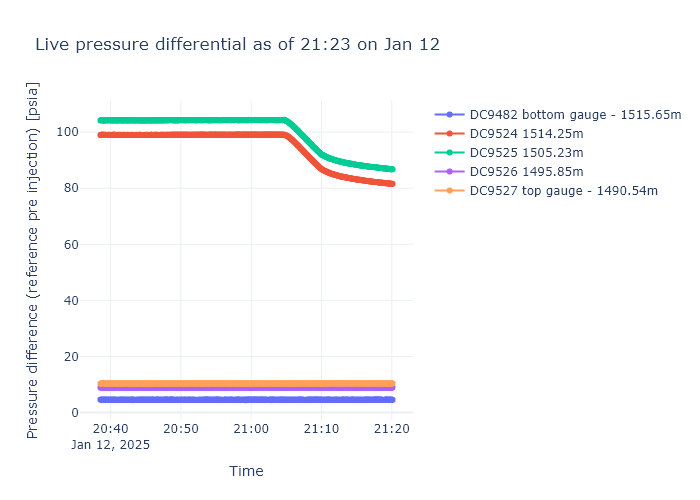 Live pressure differential as of 21:23 on Jan 12
Pressure difference (reference pre injection) [psia]
100
80
60
40
20
0
20:40
20:50
21:00
21:10
21:20
Jan 12, 2025
Time
DC9482 bottom gauge - 1515.65m
DC9524 1514.25m
DC9525 1505.23m
DC9526 1495.85m
DC9527 top gauge - 1490.54m